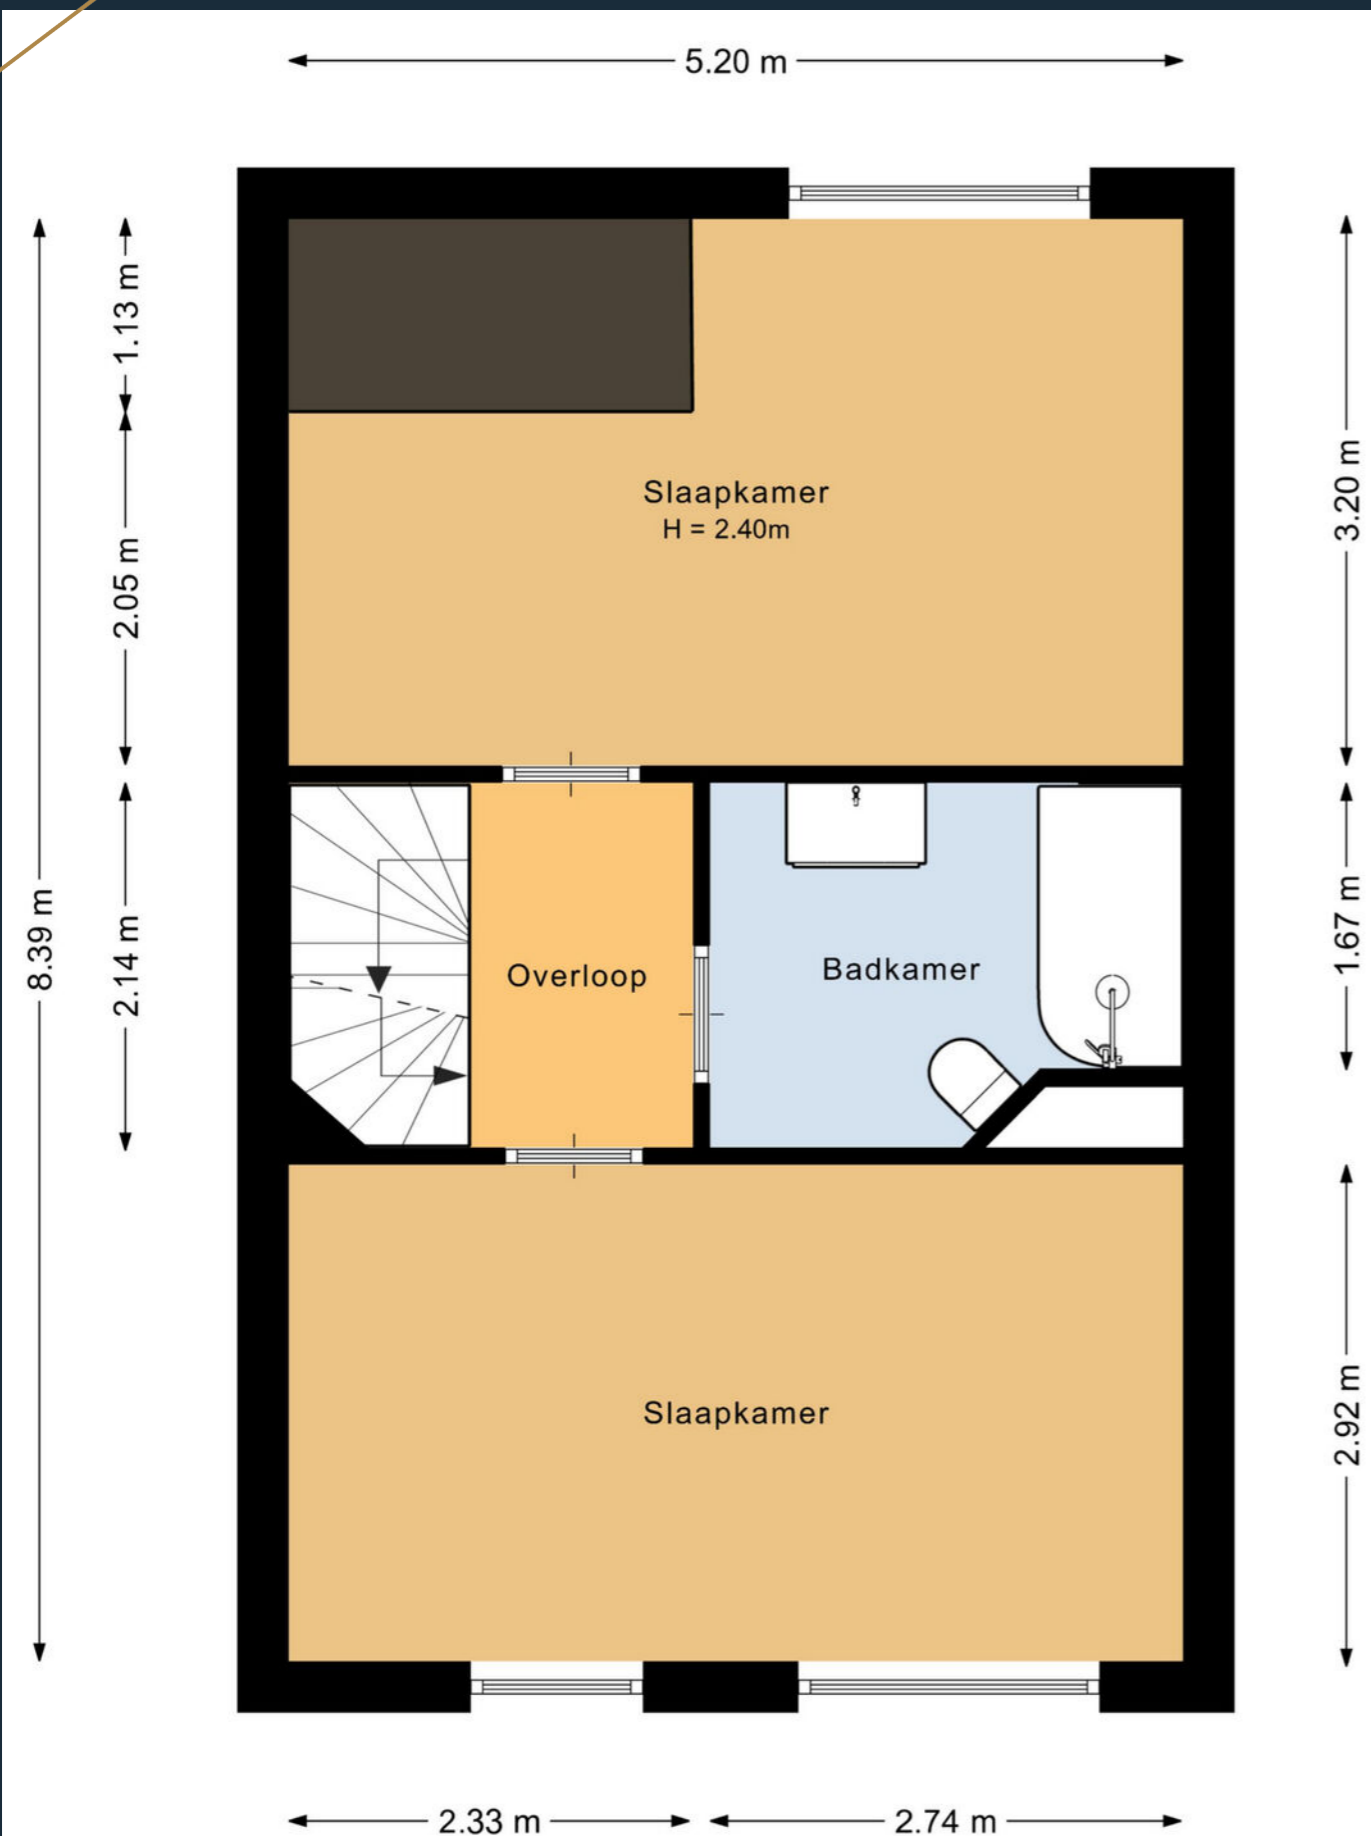 5.20 m
1.13 m
3.20 m
Slaapkamer
H = 2.40m
2.05 m
8.39 m
2.14 m
Overloop
Badkamer
1.67 m
Slaapkamer
2.92 m
2.33 m
2.74 m